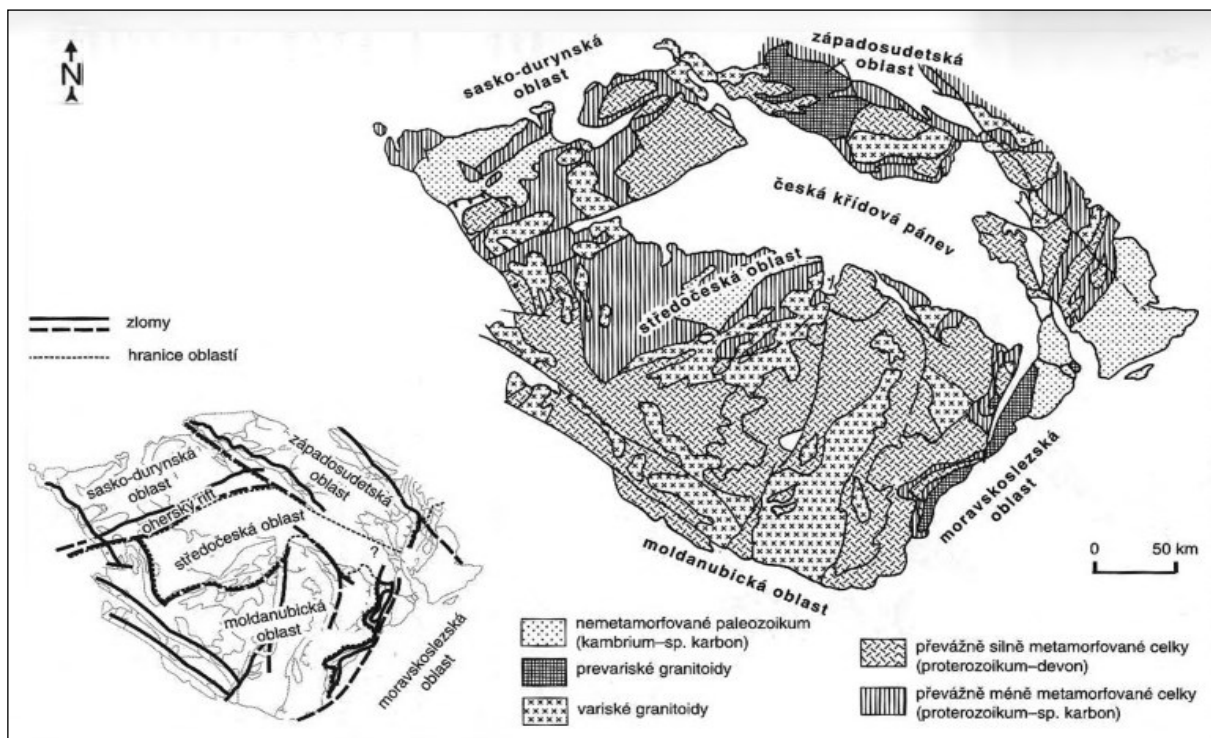 N
sasko-durynská
oblast
západosudetská
oblast
česká křídová pánev
středočeská oblast
moravskoslezská
oblast
moldanubická oblast
0 50 km
zlomy
hranice oblastí
sasko-durynská
oblast
oherský rift
západosudetská
oblast
středočeská oblast
?
moldanubická
oblast
moravskoslezská
oblast
nemetamorfované paleozoikum
(kambrium–sp. karbon)
prevariské granitoidy
variské granitoidy
převážně silně metamorfované celky
(proterozoikum–devon)
převážně méně metamorfované celky
(proterozoikum–sp. karbon)